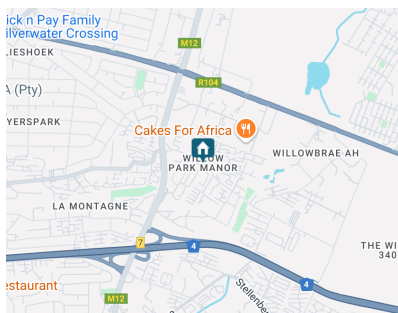 ick n Pay Family
ilverwater Crossing
M12
LIESHOEK
R104
A (Pty)
YERSPARK
Cakes For Africa
WILLOW
PARK MANOR
WILLOWBRAE AH
LA MONTAGNE
7
4
THE WI
340
estaurant
4
M12
Stellenb